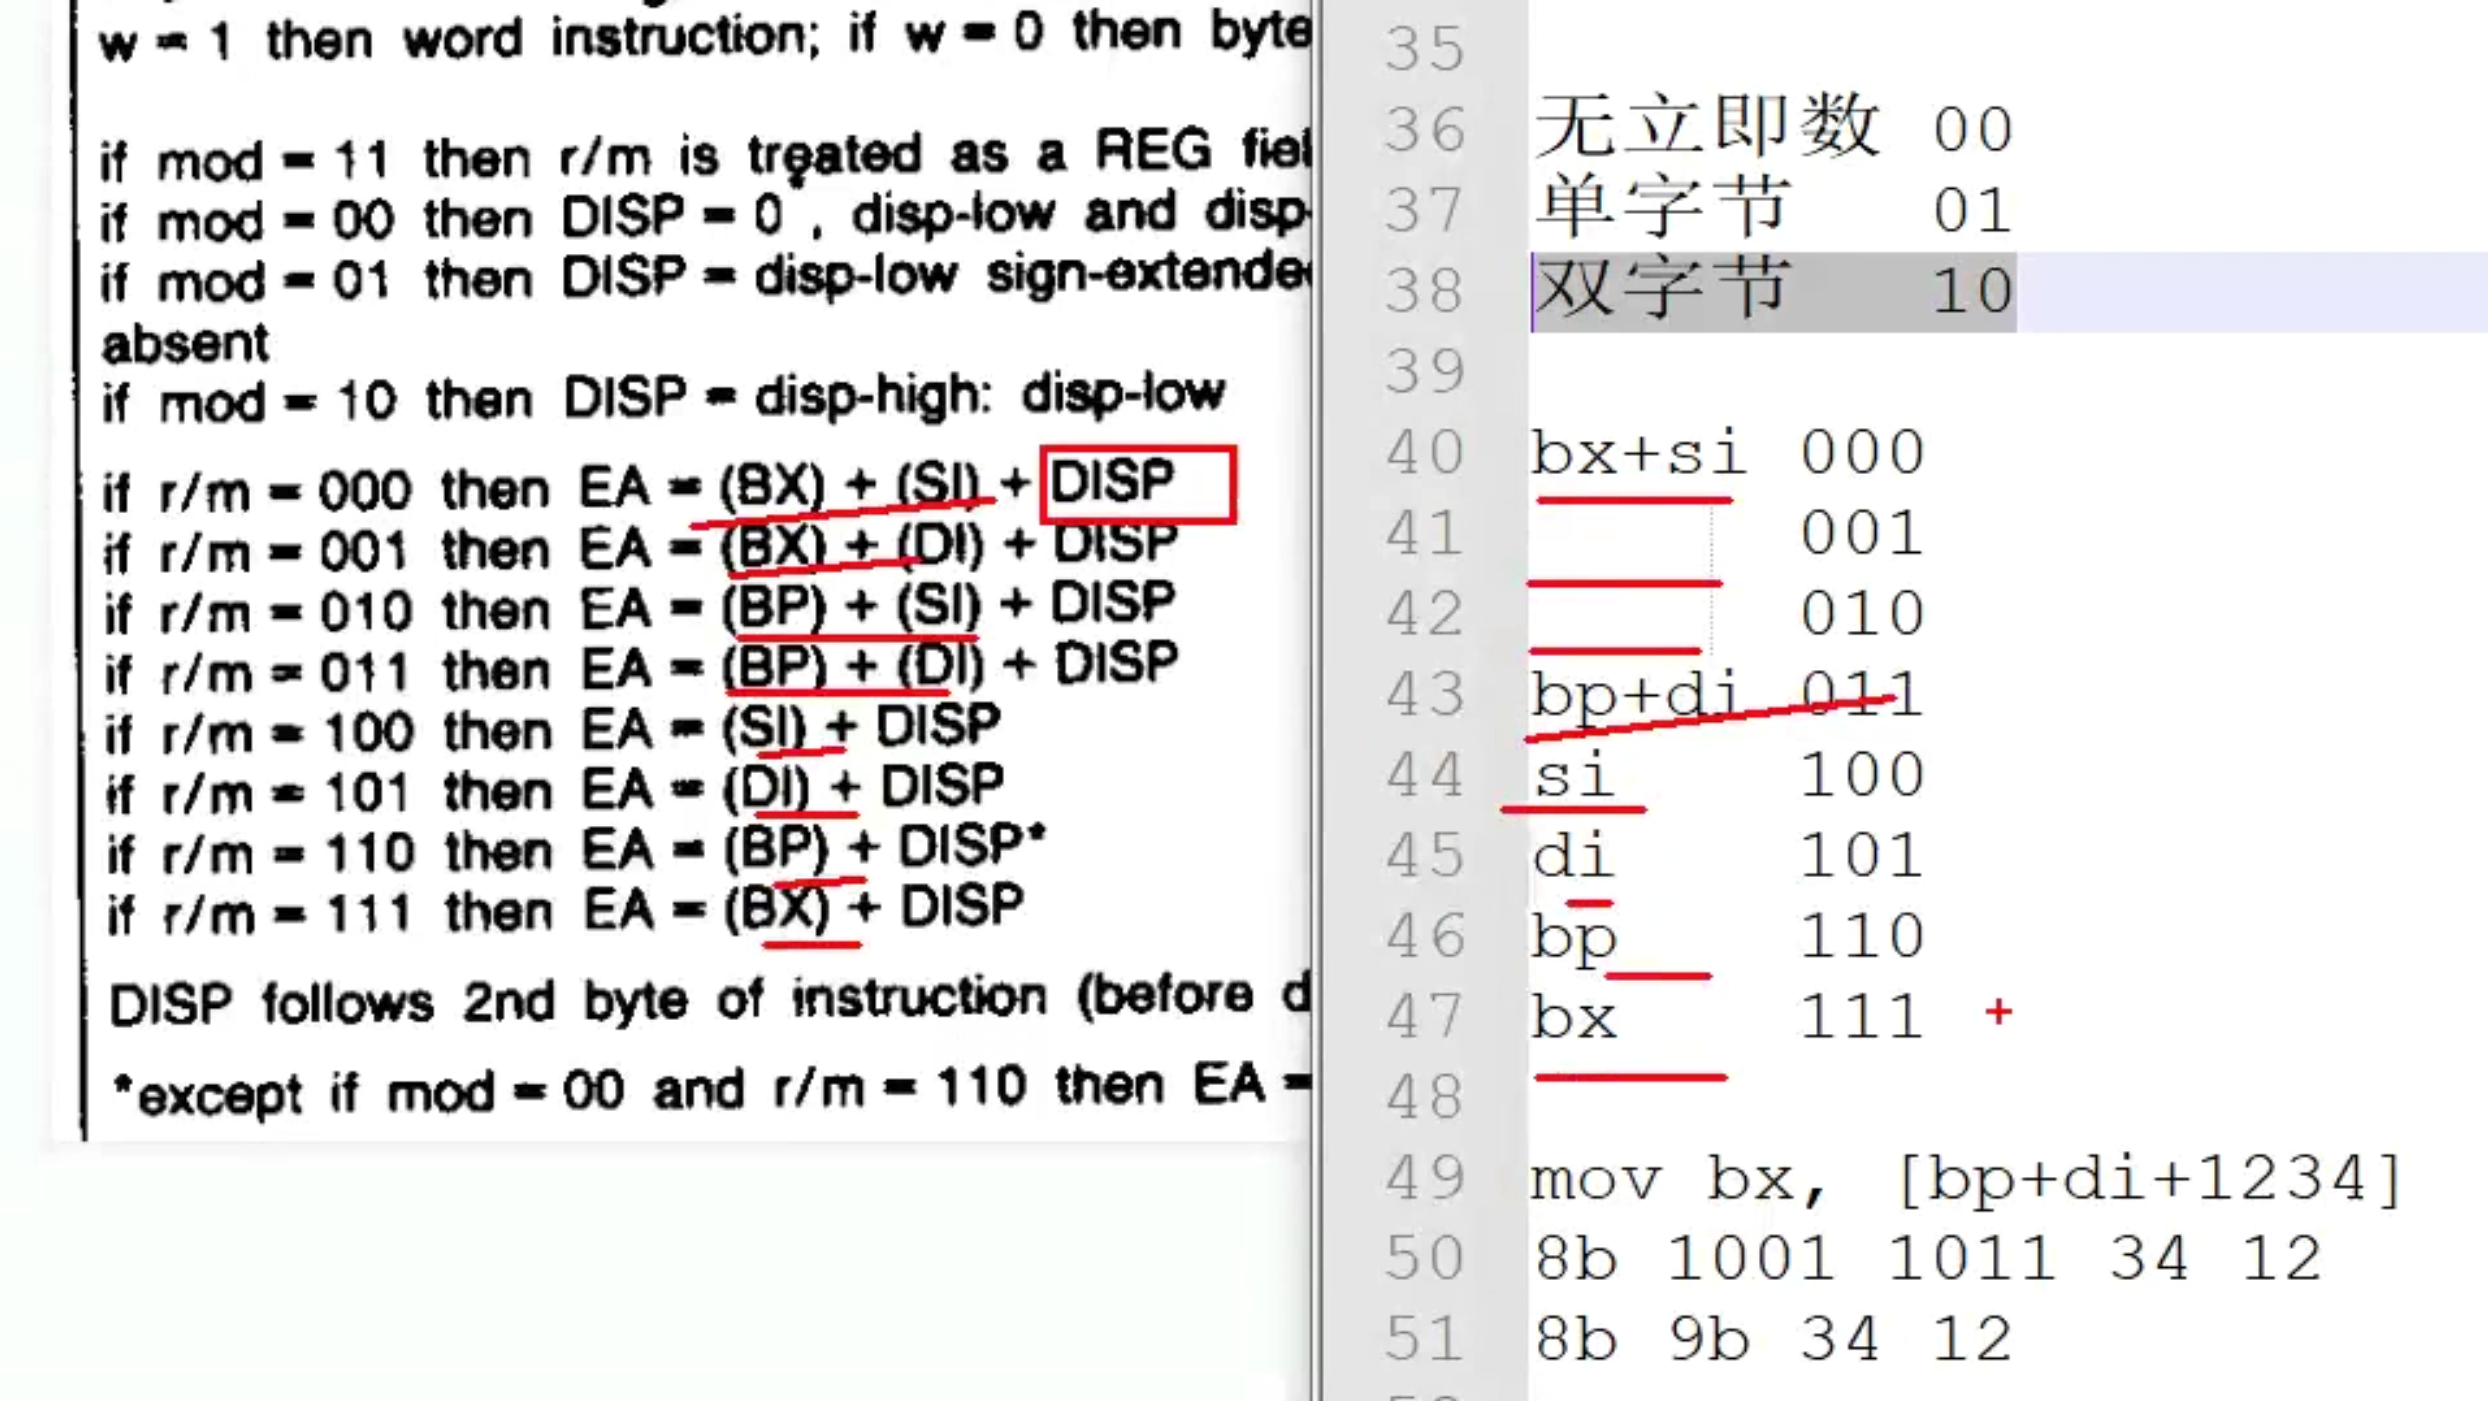 w = 1 then word instruction; if w = 0 then byte
if mod = 11 then r/m is treated as a REG
if mod = 00 then DISP = 0*, disp-low and disp-
if mod = 01 then DISP = disp-low
absent
if mod = 10 then DISP = disp-high: disp-low
if r/m = 000 then EA = (BX) + (SI) + DISP
if r/m = 001 then EA = (BX) + (DI) + DISP
if r/m = 010 then EA = (BP) + (SI) + DISP
if r/m = 011 then EA = (BP) + (DI) + DISP
if r/m = 100 then EA = (SI) + DISP
if r/m = 101 then EA = (DI) + DISP
if r/m = 110 then EA = (BP) + DISP*
if r/m = 111 then EA = (BX) + DISP
DISP follows 2nd byte of instruction (before
*except if mod = 00 and r/m = 110 then EA =
35
36 无立即数 00
37 单字节 01
38 双字节 10
39
40 bx+si 000
41 001
42 010
43 bp+di 011
44 si 100
45 di 101
46 bp 110
47 bx 111 +
48
49 mov bx, [bp+di+1234]
50 8b 1001 1011 34 12
51 8b 9b 34 12